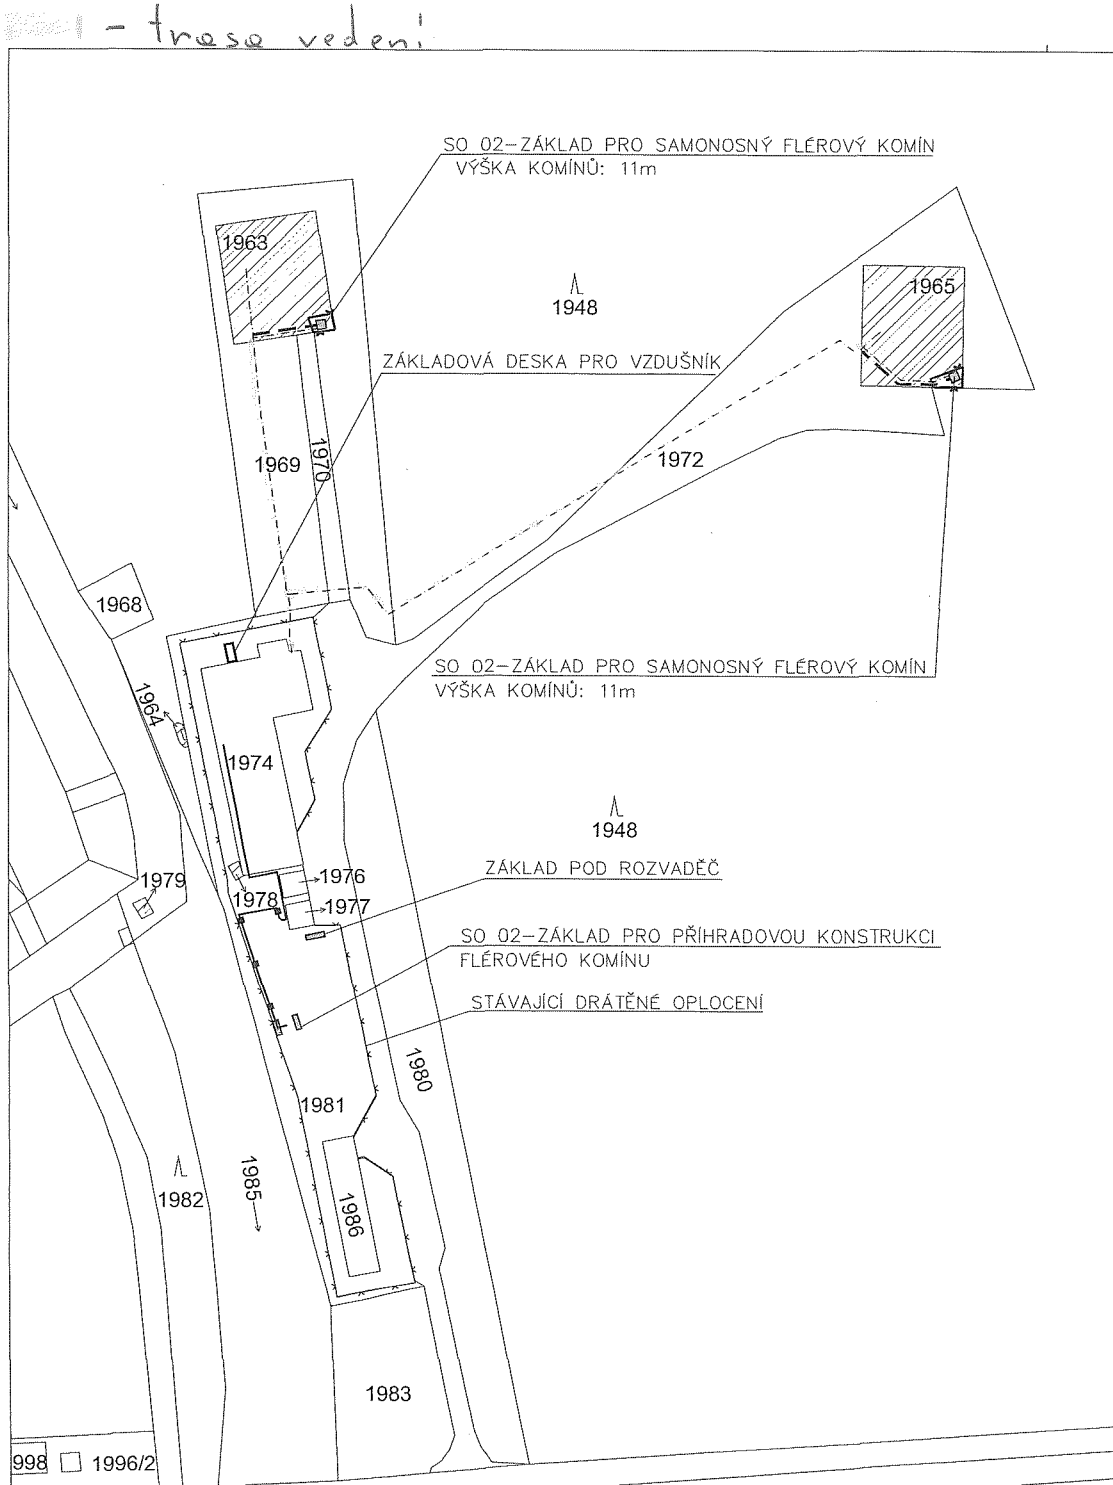 - trasa vedení
SO 02-ZÁKLAD PRO SAMONOSNÝ FLÉROVÝ KOMÍN
VÝŠKA KOMÍNŮ: 11m
1963
1965
1948
ZÁKLADOVÁ DESKA PRO VZDUŠNÍK
1969
1970
1972
1968
SO 02-ZÁKLAD PRO SAMONOSNÝ FLÉROVÝ KOMÍN
VÝŠKA KOMÍNŮ: 11m
1964
1974
1948
ZÁKLAD POD ROZVADĚČ
1976
1979
1978
1977
SO 02-ZÁKLAD PRO PŘÍHRADOVOU KONSTRUKCI
FLÉROVÉHO KOMÍNU
STÁVAJÍCÍ DRÁTĚNÉ OPLOCENÍ
1980
1981
1982
1985
1986
1983
998
1996/2